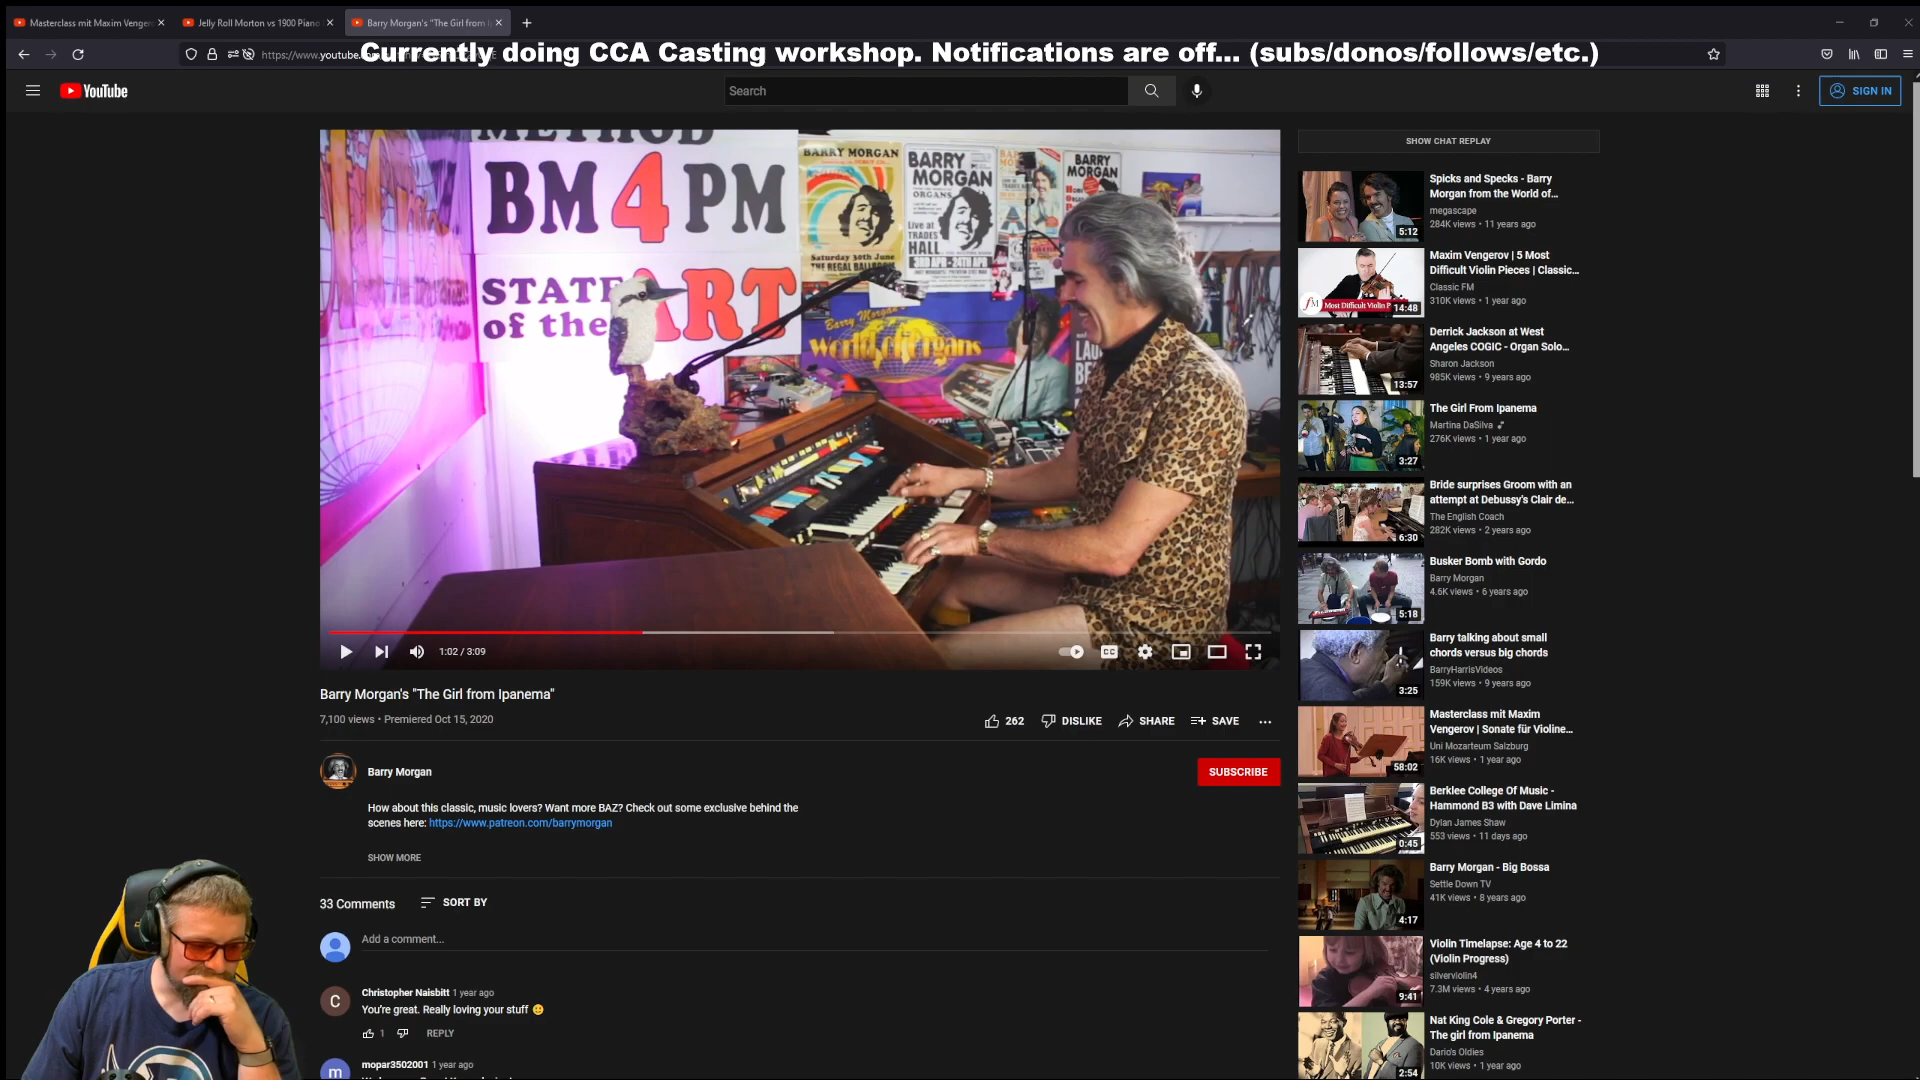 Masterclass mit Maxim Venger
Jelly Roll Morton vs 1900 Piano
Barry Morgan's "The Girl from I
https://www.youtube.
Currently doing CCA Casting workshop. Notifications are off... (subs/donos/follows/etc.)
YouTube
Search
SIGN IN
METHOD
BM4PM
STATE
of the ART
BARRY MORGAN
Saturday 30th June
THE REGAL BALLROOM
BARRY
MORGAN
ORGANS
Live at
TRADES
HALL
BARRY
MORGAN
Barry Morgan's
World of Organs
1:02 / 3:09
CC
Barry Morgan's "The Girl from Ipanema"
7,100 views • Premiered Oct 15, 2020
262
DISLIKE
SHARE
SAVE
Barry Morgan
SUBSCRIBE
How about this classic, music lovers? Want more BAZ? Check out some exclusive behind the
scenes here: https://www.patreon.com/barrymorgan
SHOW MORE
33 Comments
SORT BY
Add a comment...
C
Christopher Naisbitt 1 year ago
You're great. Really loving your stuff 😀
1
REPLY
m
mopar3502001 1 year ago
SHOW CHAT REPLAY
5:12
Spicks and Specks - Barry
Morgan from the World of...
megascape
284K views • 11 years ago
Most Difficult Violin P
14:48
Maxim Vengerov | 5 Most
Difficult Violin Pieces | Classic...
Classic FM
310K views • 1 year ago
13:57
Derrick Jackson at West
Angeles COGIC - Organ Solo...
Sharon Jackson
985K views • 9 years ago
3:27
The Girl From Ipanema
Martina DaSilva
276K views • 1 year ago
6:30
Bride surprises Groom with an
attempt at Debussy's Clair de...
The English Coach
282K views • 2 years ago
5:18
Busker Bomb with Gordo
Barry Morgan
4.6K views • 6 years ago
3:25
Barry talking about small
chords versus big chords
BarryHarrisVideos
159K views • 9 years ago
58:02
Masterclass mit Maxim
Vengerov | Sonate für Violine...
Uni Mozarteum Salzburg
16K views • 1 year ago
0:45
Berklee College Of Music -
Hammond B3 with Dave Limina
Dylan James Shaw
553 views • 11 days ago
4:17
Barry Morgan - Big Bossa
Settle Down TV
41K views • 8 years ago
9:41
Violin Timelapse: Age 4 to 22
(Violin Progress)
silverviolin4
7.3M views • 4 years ago
2:54
Nat King Cole & Gregory Porter -
The girl from Ipanema
Dario's Oldies
10K views • 1 year ago